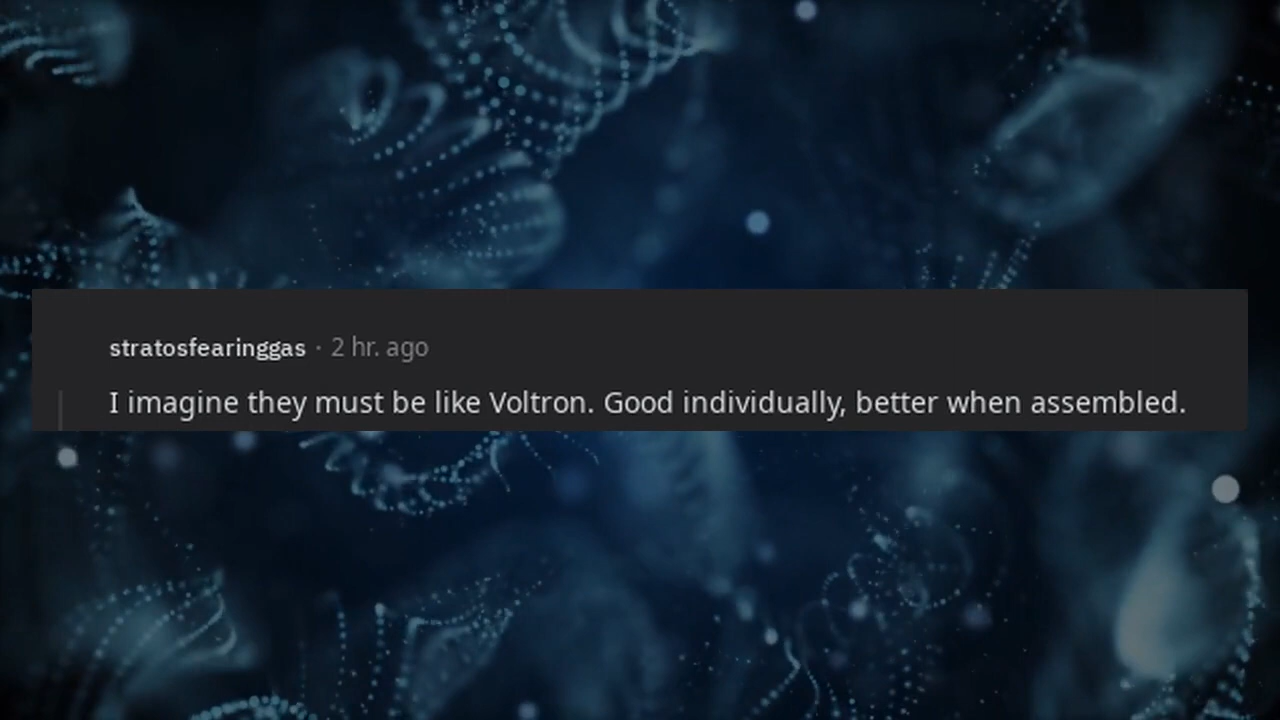 stratosfearinggas · 2 hr. ago
I imagine they must be like Voltron. Good individually, better when assembled.